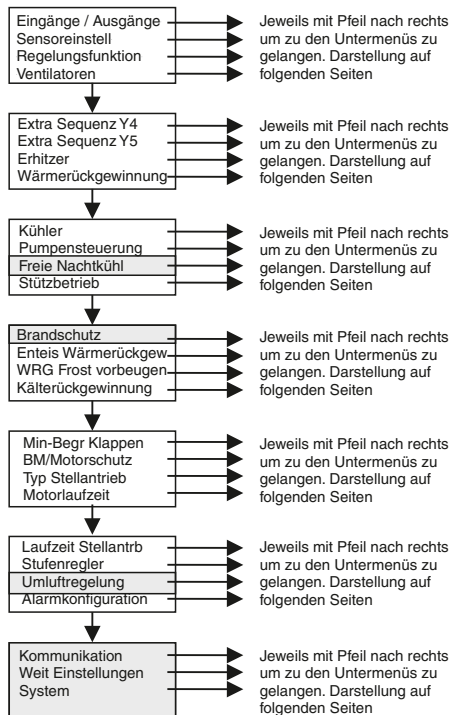 Eingänge / Ausgänge
Sensoreinstell
Regelungsfunktion
Ventilatoren
Jeweils mit Pfeil nach rechts
um zu den Untermenüs zu
gelangen. Darstellung auf
folgenden Seiten
Extra Sequenz Y4
Extra Sequenz Y5
Erhitzer
Wärmerückgewinnung
Jeweils mit Pfeil nach rechts
um zu den Untermenüs zu
gelangen. Darstellung auf
folgenden Seiten
Kühler
Pumpensteuerung
Freie Nachtkühl
Stützbetrieb
Jeweils mit Pfeil nach rechts
um zu den Untermenüs zu
gelangen. Darstellung auf
folgenden Seiten
Brandschutz
Enteis Wärmerückgew
WRG Frost vorbeugen
Kälterückgewinnung
Jeweils mit Pfeil nach rechts
um zu den Untermenüs zu
gelangen. Darstellung auf
folgenden Seiten
Min-Begr Klappen
BM/Motorschutz
Typ Stellantrieb
Motorlaufzeit
Jeweils mit Pfeil nach rechts
um zu den Untermenüs zu
gelangen. Darstellung auf
folgenden Seiten
Laufzeit Stellantrb
Stufenregler
Umluftregelung
Alarmkonfiguration
Jeweils mit Pfeil nach rechts
um zu den Untermenüs zu
gelangen. Darstellung auf
folgenden Seiten
Kommunikation
Weit Einstellungen
System
Jeweils mit Pfeil nach rechts
um zu den Untermenüs zu
gelangen. Darstellung auf
folgenden Seiten